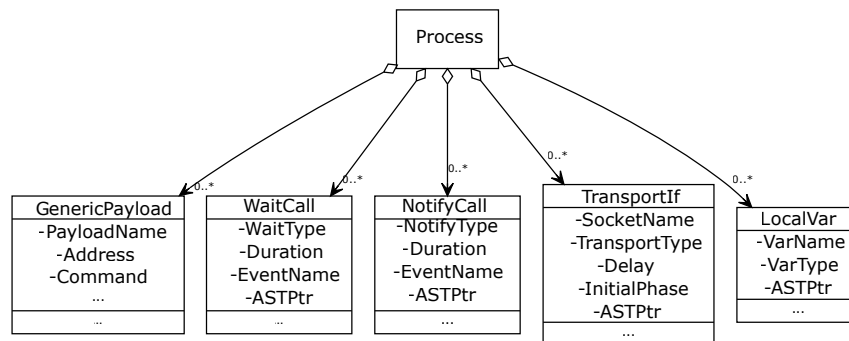 Process
0..*
0..*
0..*
0..*
0..*
GenericPayload
-PayloadName
-Address
-Command
...
...
WaitCall
-WaitType
-Duration
-EventName
-ASTPtr
...
NotifyCall
-NotifyType
-Duration
-EventName
-ASTPtr
...
TransportIf
-SocketName
-TransportType
-Delay
-InitialPhase
-ASTPtr
...
LocalVar
-VarName
-VarType
-ASTPtr
...